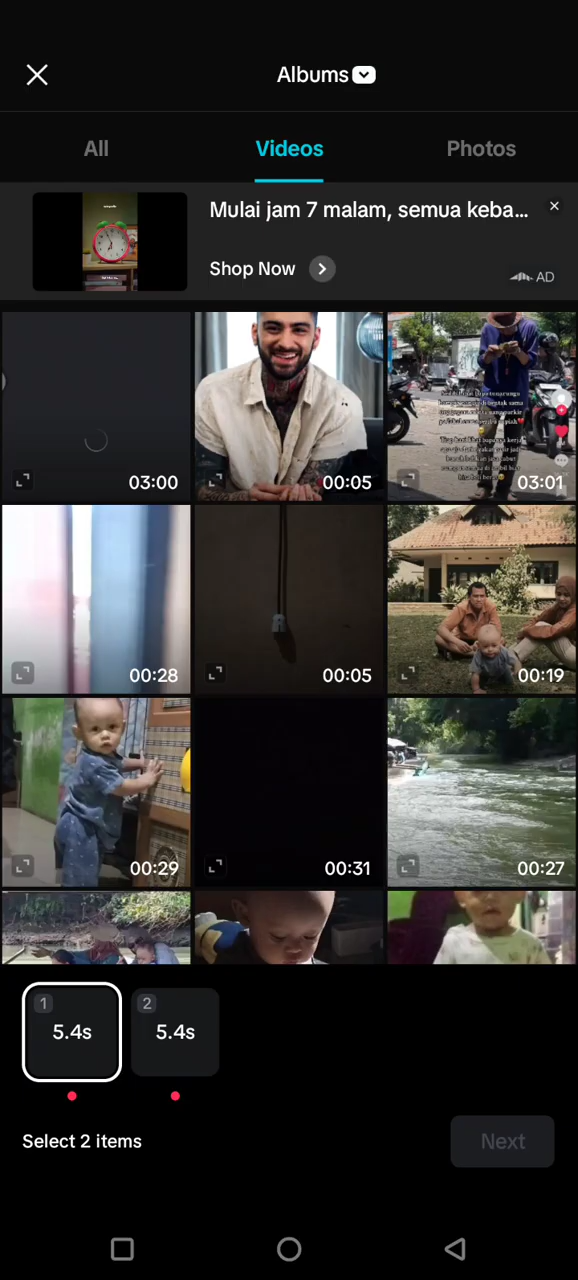 Albums
All
Videos
Photos
Mulai jam 7 malam, semua keba...
Shop Now
AD
03:00
00:05
03:01
00:28
00:05
00:19
00:29
00:31
00:27
1
5.4s
2
5.4s
Select 2 items
Next